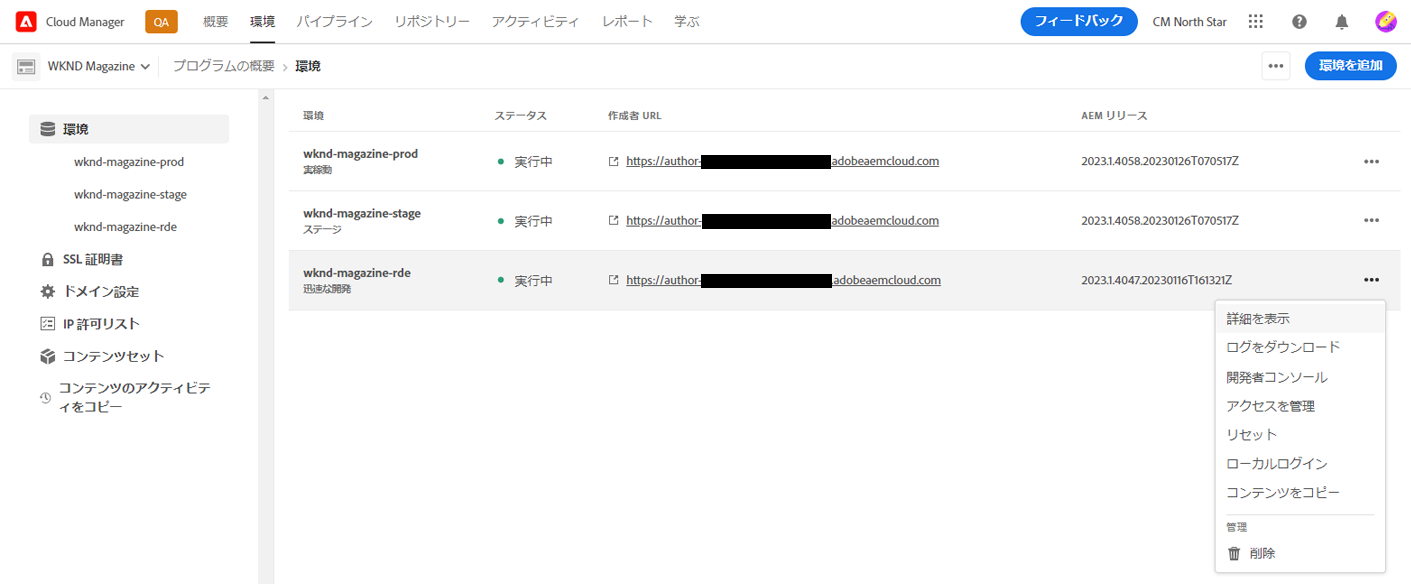 Cloud Manager QA 概要 環境 パイプライン リポジトリー アクティビティ レポート 学ぶ フィードバック CM North Star
WKND Magazine プログラムの概要 › 環境 ••• 環境を追加
環境
wknd-magazine-prod
wknd-magazine-stage
wknd-magazine-rde
SSL 証明書
ドメイン設定
IP 許可リスト
コンテンツセット
コンテンツのアクティビテ
ィをコピー
環境 ステータス 作成者 URL AEM リリース
wknd-magazine-prod 実行中 https://author- adobeaemcloud.com 2023.1.4058.20230126T070517Z
実稼動
wknd-magazine-stage 実行中 https://author- adobeaemcloud.com 2023.1.4058.20230126T070517Z
ステージ
wknd-magazine-rde 実行中 https://author- .adobeaemcloud.com 2023.1.4047.20230116T161321Z
迅速な開発
詳細を表示
ログをダウンロード
開発者コンソール
アクセスを管理
リセット
ローカルログイン
コンテンツをコピー
管理
削除